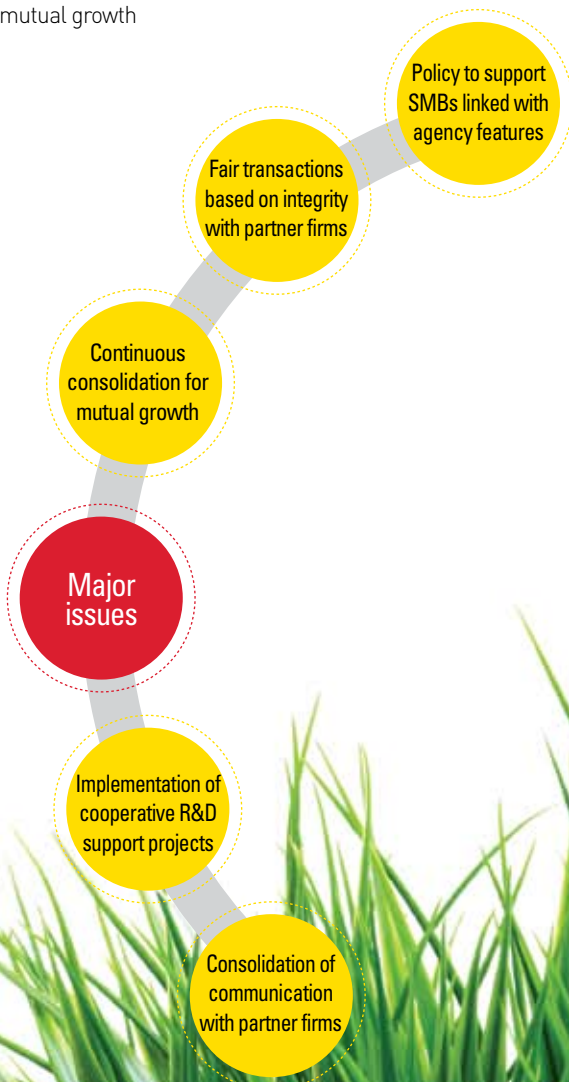 mutual growth
Policy to support
SMBs linked with
agency features
Fair transactions
based on integrity
with partner firms
Continuous
consolidation for
mutual growth
Major
issues
Implementation of
cooperative R&D
support projects
Consolidation of
communication
with partner firms